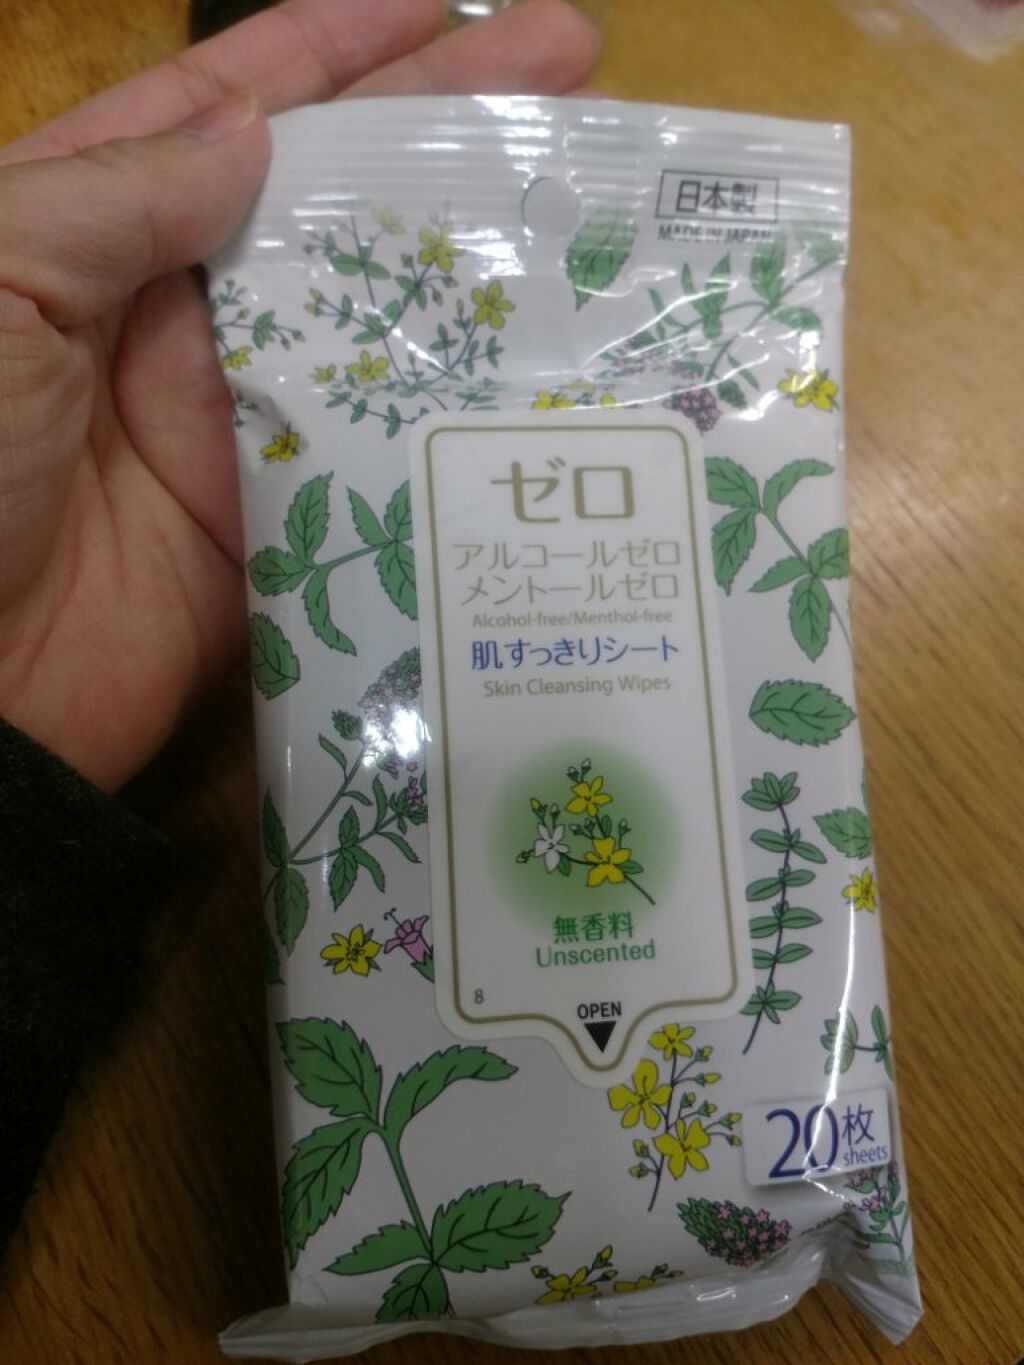 日本製
MADE IN JAPAN
ゼロ
アルコールゼロ
メントールゼロ
Alcohol-free/Menthol-free
肌すっきりシート
Skin Cleansing Wipes
無香料
Unscented
8
OPEN
20枚
sheets